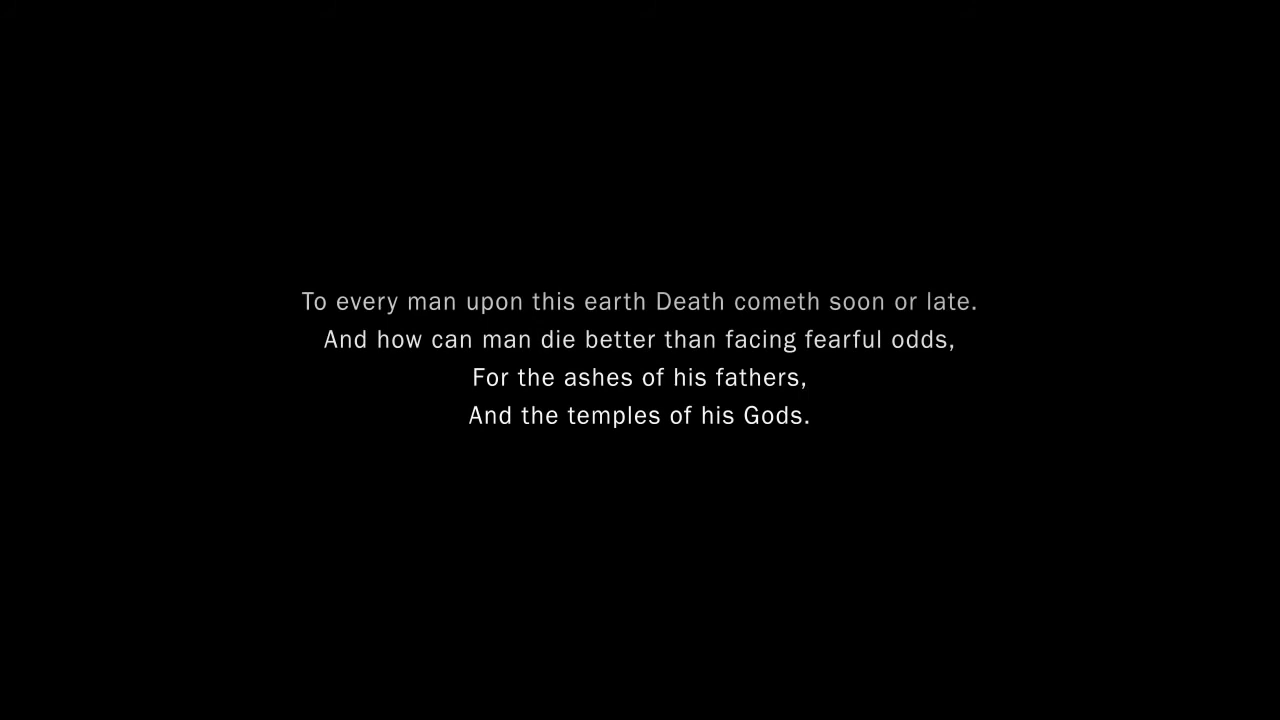 To every man upon this earth Death cometh soon or late.
And how can man die better than facing fearful odds,
For the ashes of his fathers,
And the temples of his Gods.